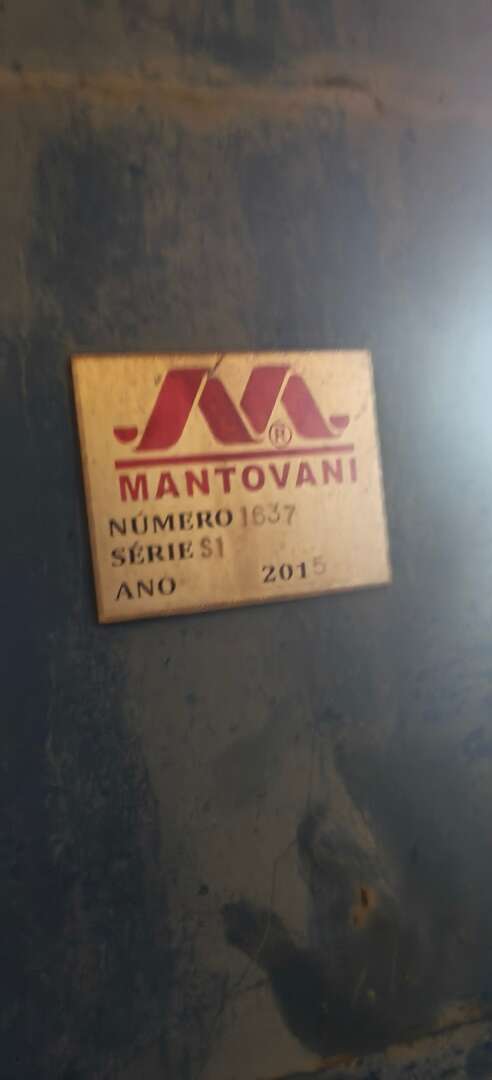 ®
MANTOVANI
NÚMERO 1637
SÉRIE S1
ANO 2015